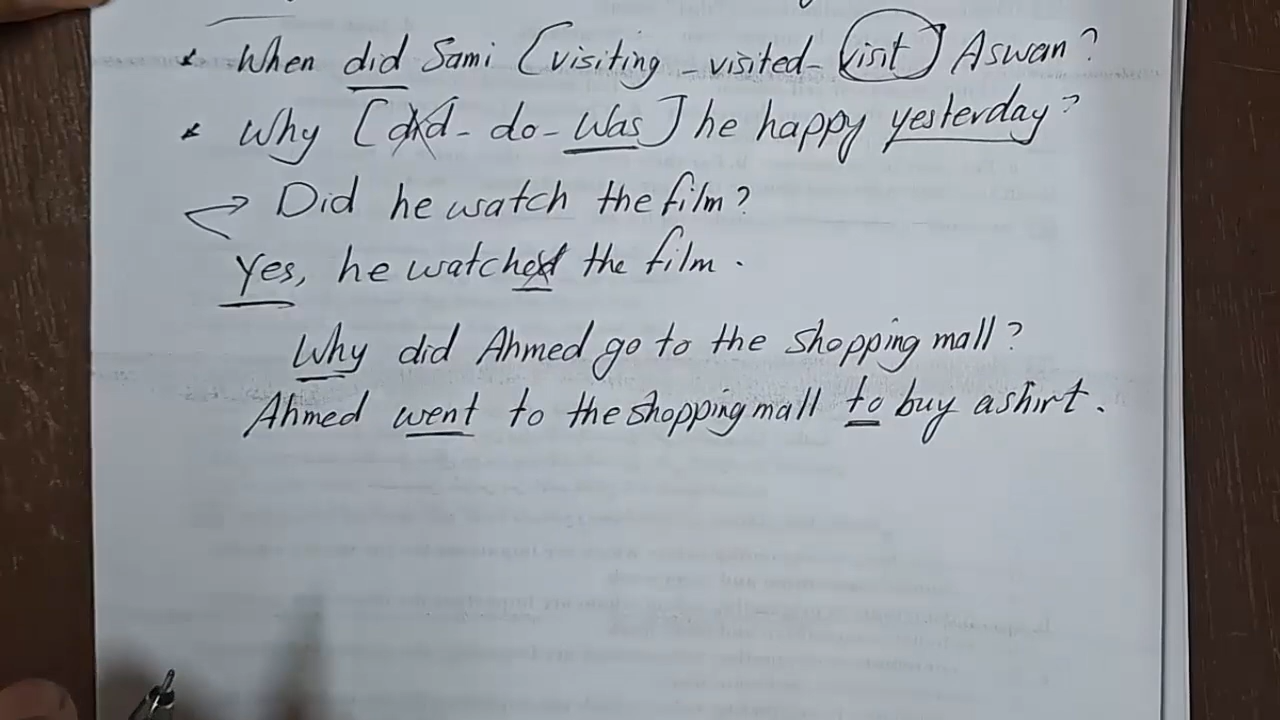 * When did Sami [visiting - visited - visit] Aswan?
* Why [did - do - was] he happy yesterday?
→ Did he watch the film?
Yes, he watched the film.
Why did Ahmed go to the shopping mall?
Ahmed went to the shopping mall to buy a shirt.